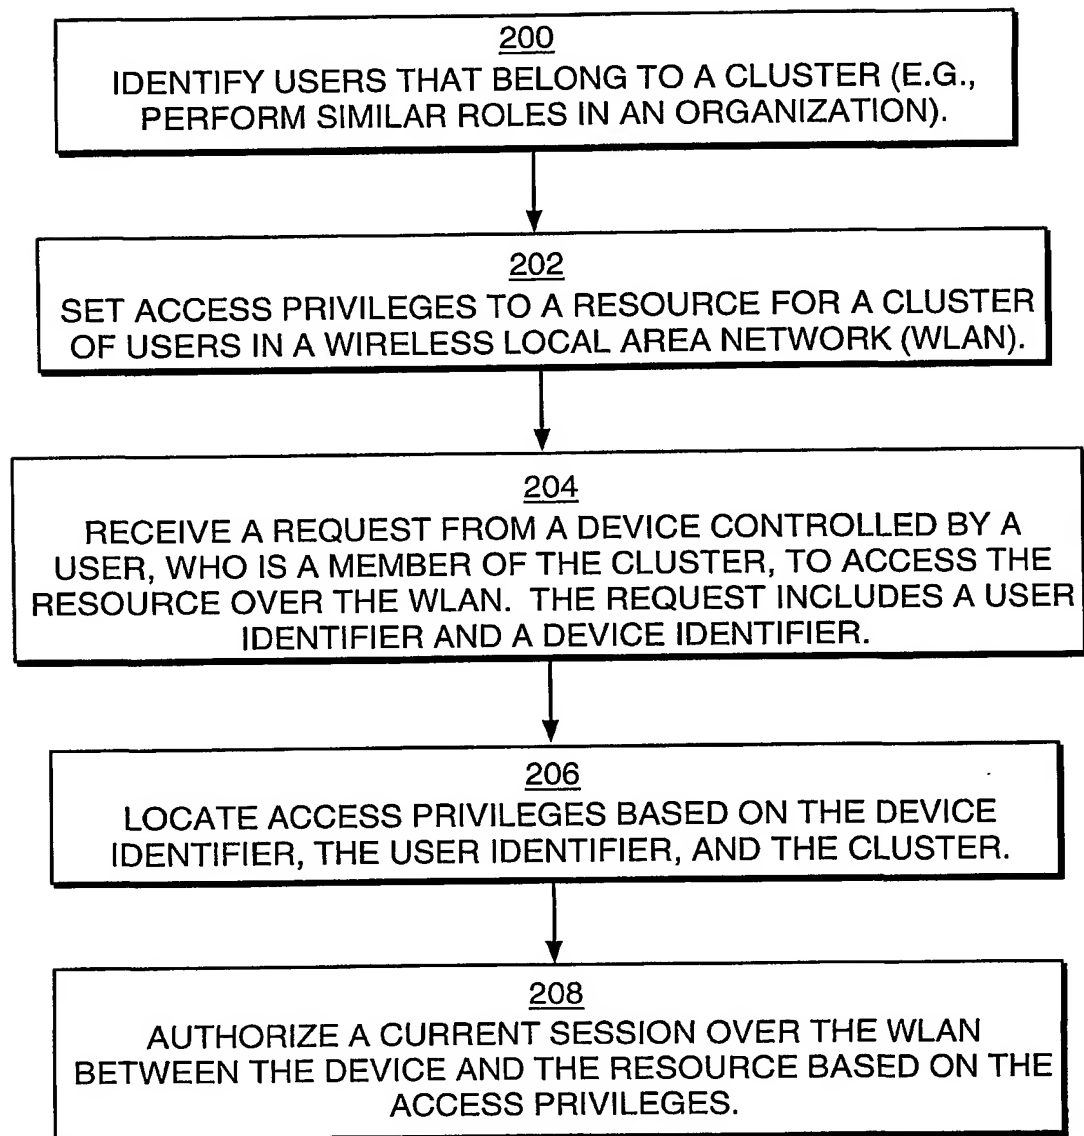 200
IDENTIFY USERS THAT BELONG TO A CLUSTER (E.G.,
PERFORM SIMILAR ROLES IN AN ORGANIZATION).
202
SET ACCESS PRIVILEGES TO A RESOURCE FOR A CLUSTER
OF USERS IN A WIRELESS LOCAL AREA NETWORK (WLAN).
204
RECEIVE A REQUEST FROM A DEVICE CONTROLLED BY A
USER, WHO IS A MEMBER OF THE CLUSTER, TO ACCESS THE
RESOURCE OVER THE WLAN. THE REQUEST INCLUDES A USER
IDENTIFIER AND A DEVICE IDENTIFIER.
206
LOCATE ACCESS PRIVILEGES BASED ON THE DEVICE
IDENTIFIER, THE USER IDENTIFIER, AND THE CLUSTER.
208
AUTHORIZE A CURRENT SESSION OVER THE WLAN
BETWEEN THE DEVICE AND THE RESOURCE BASED ON THE
ACCESS PRIVILEGES.